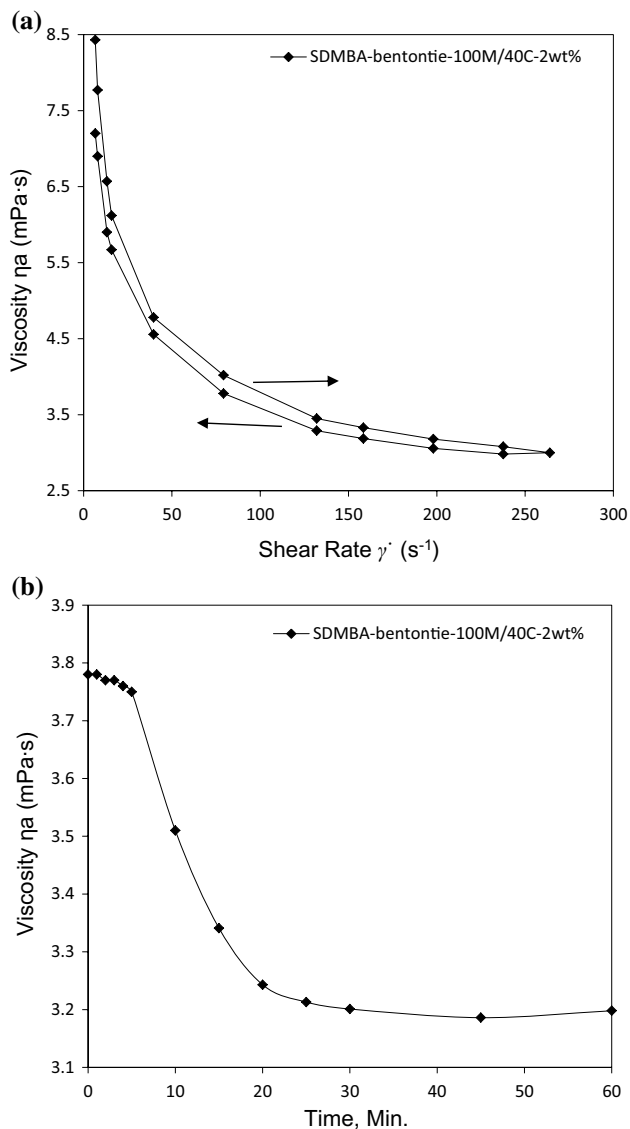 (a)
8.5
7.5
6.5
5.5
4.5
3.5
2.5
Viscosity ηa (mPa·s)
SDMBA-bentontie-100M/40C-2wt%
0 50 100 150 200 250 300
Shear Rate γ˙ (s-1)
(b)
3.9
3.8
3.7
3.6
3.5
3.4
3.3
3.2
3.1
Viscosity ηa (mPa·s)
SDMBA-bentontie-100M/40C-2wt%
0 10 20 30 40 50 60
Time, Min.